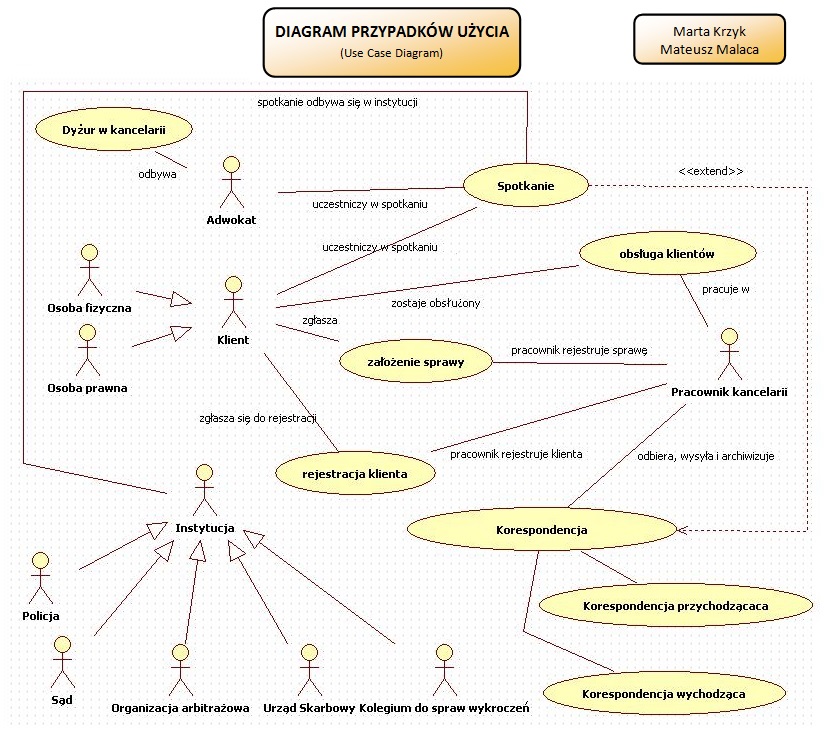 DIAGRAM PRZYPADKÓW UŻYCIA
(Use Case Diagram)
Marta Krzyk
Mateusz Malaca
spotkanie odbywa się w instytucji
Dyżur w kancelarii
odbywa
Adwokat
Spotkanie
<<extend>>
uczestniczy w spotkaniu
uczestniczy w spotkaniu
obsługa klientów
Osoba fizyczna
zostaje obsłużony
pracuje w
zgłasza
Klient
Osoba prawna
założenie sprawy
pracownik rejestruje sprawę
Pracownik kancelarii
zgłasza się do rejestracji
pracownik rejestruje klienta
odbiera, wysyła i archiwizuje
rejestracja klienta
Instytucja
Korespondencja
Policja
Korespondencja przychodzącaca
Sąd
Organizacja arbitrażowa
Urząd Skarbowy
Kolegium do spraw wykroczeń
Korespondencja wychodząca